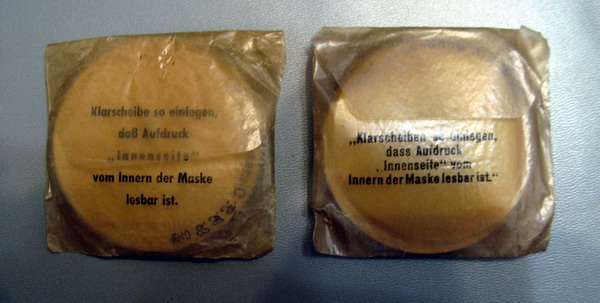 Klarscheibe so einlegen,
daß Aufdruck
„Innenseite“
vom Innern der Maske
lesbar ist.
„Klarscheiben so einlegen,
dass Aufdruck
„Innenseite“ vom
Innern der Maske lesbar ist.“